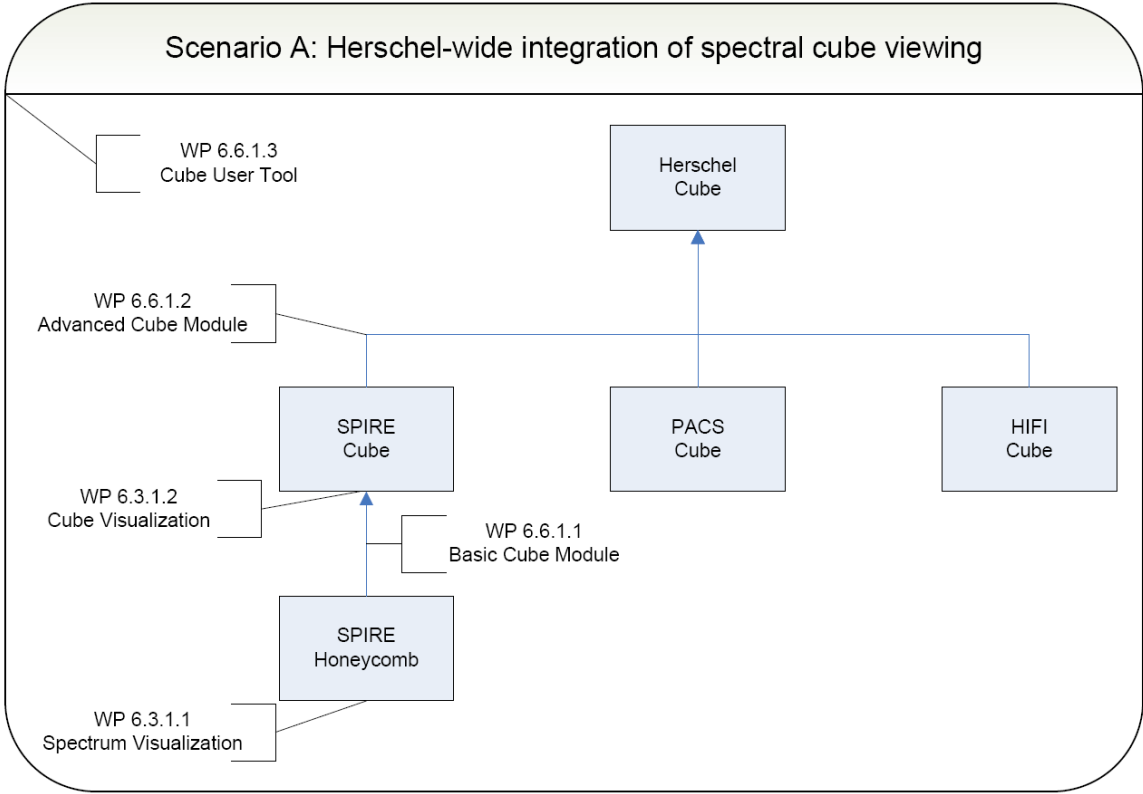 Scenario A: Herschel-wide integration of spectral cube viewing
WP 6.6.1.3
Cube User Tool
Herschel
Cube
WP 6.6.1.2
Advanced Cube Module
SPIRE
Cube
PACS
Cube
HIFI
Cube
WP 6.3.1.2
Cube Visualization
WP 6.6.1.1
Basic Cube Module
SPIRE
Honeycomb
WP 6.3.1.1
Spectrum Visualization